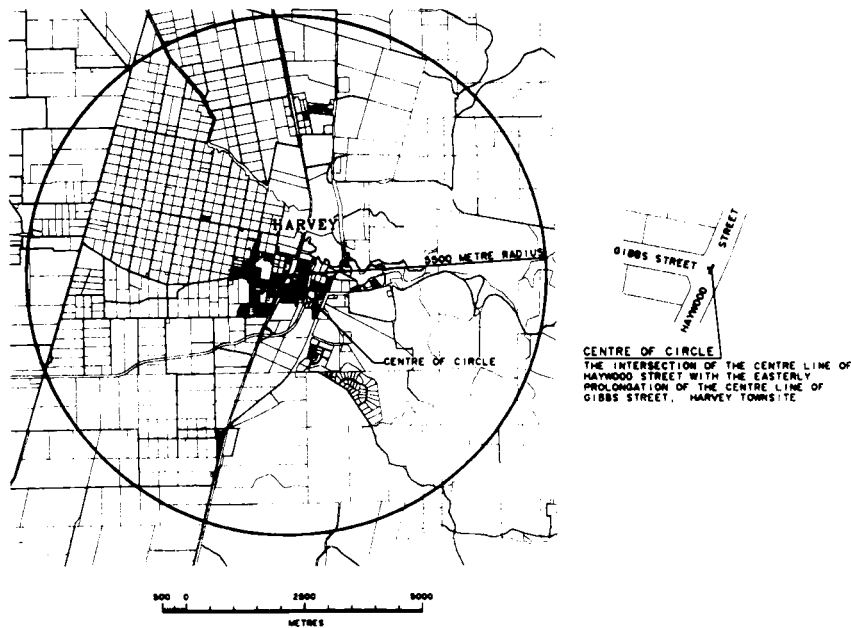 HARVEY
5500 METRE RADIUS
CENTRE OF CIRCLE
GIBBS STREET
HAYWOOD STREET
CENTRE OF CIRCLE
THE INTERSECTION OF THE CENTRE LINE OF
HAYWOOD STREET WITH THE EASTERLY
PROLONGATION OF THE CENTRE LINE OF
GIBBS STREET, HARVEY TOWNSITE
500 0 2500 5000
METRES